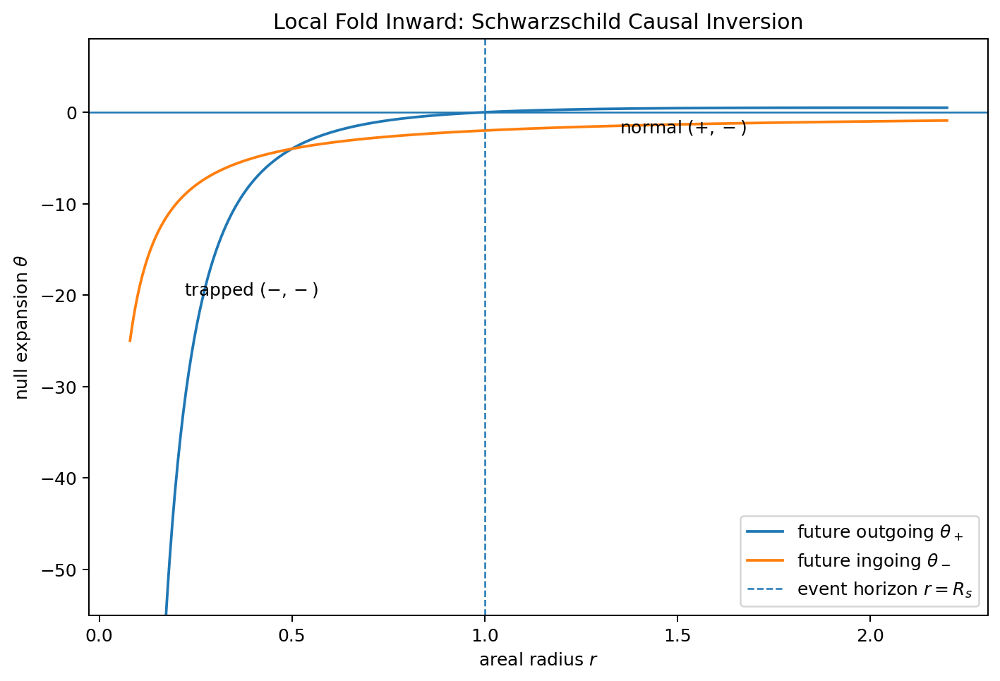 Local Fold Inward: Schwarzschild Causal Inversion
null expansion θ
0
−10
−20
−30
−40
−50
normal (+, −)
trapped (−, −)
future outgoing θ₊
future ingoing θ₋
event horizon r = Rₛ
0.0
0.5
1.0
1.5
2.0
areal radius r